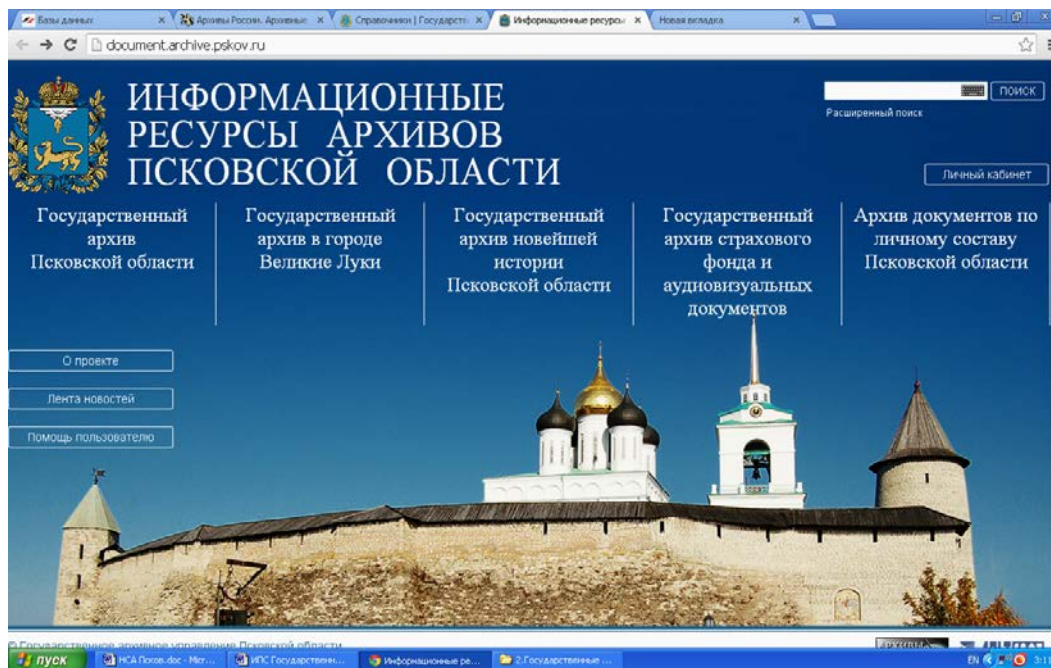 Базы данных
Архивы России. Архивные
Справочники | Государств
Информационные ресурсы
Новая вкладка
document.archive.pskov.ru
ИНФОРМАЦИОННЫЕ
РЕСУРСЫ АРХИВОВ
ПСКОВСКОЙ ОБЛАСТИ
ПОИСК
Расширенный поиск
Личный кабинет
Государственный
архив
Псковской области
Государственный
архив в городе
Великие Луки
Государственный
архив новейшей
истории
Псковской области
Государственный
архив страхового
фонда и
аудиовизуальных
документов
Архив документов по
личному составу
Псковской области
О проекте
Лента новостей
Помощь пользователю
© Государственное архивное управление Псковской области
пуск
НСА Псков.doc - Micr...
ИПС Государственн...
Информационные ре...
2.Государственные ...
EN
3:11